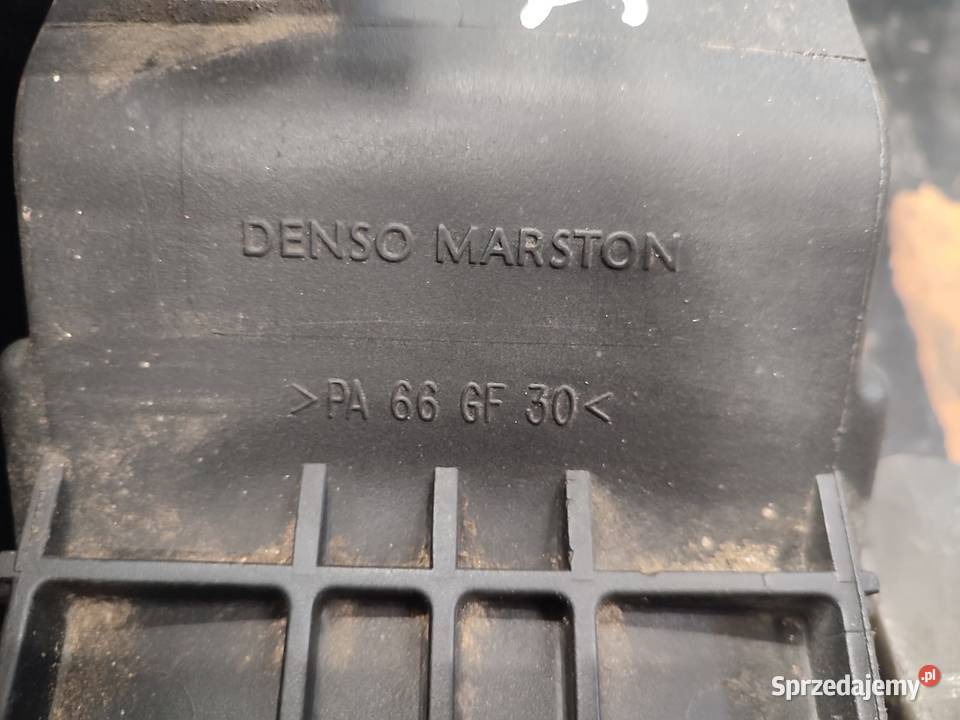 DENSO MARSTON
>PA 66 GF 30<
Sprzedajemy.pl